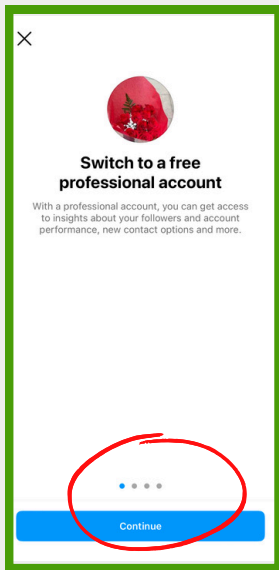 Switch to a free
professional account
With a professional account, you can get access
to insights about your followers and account
performance, new contact options and more.
Continue